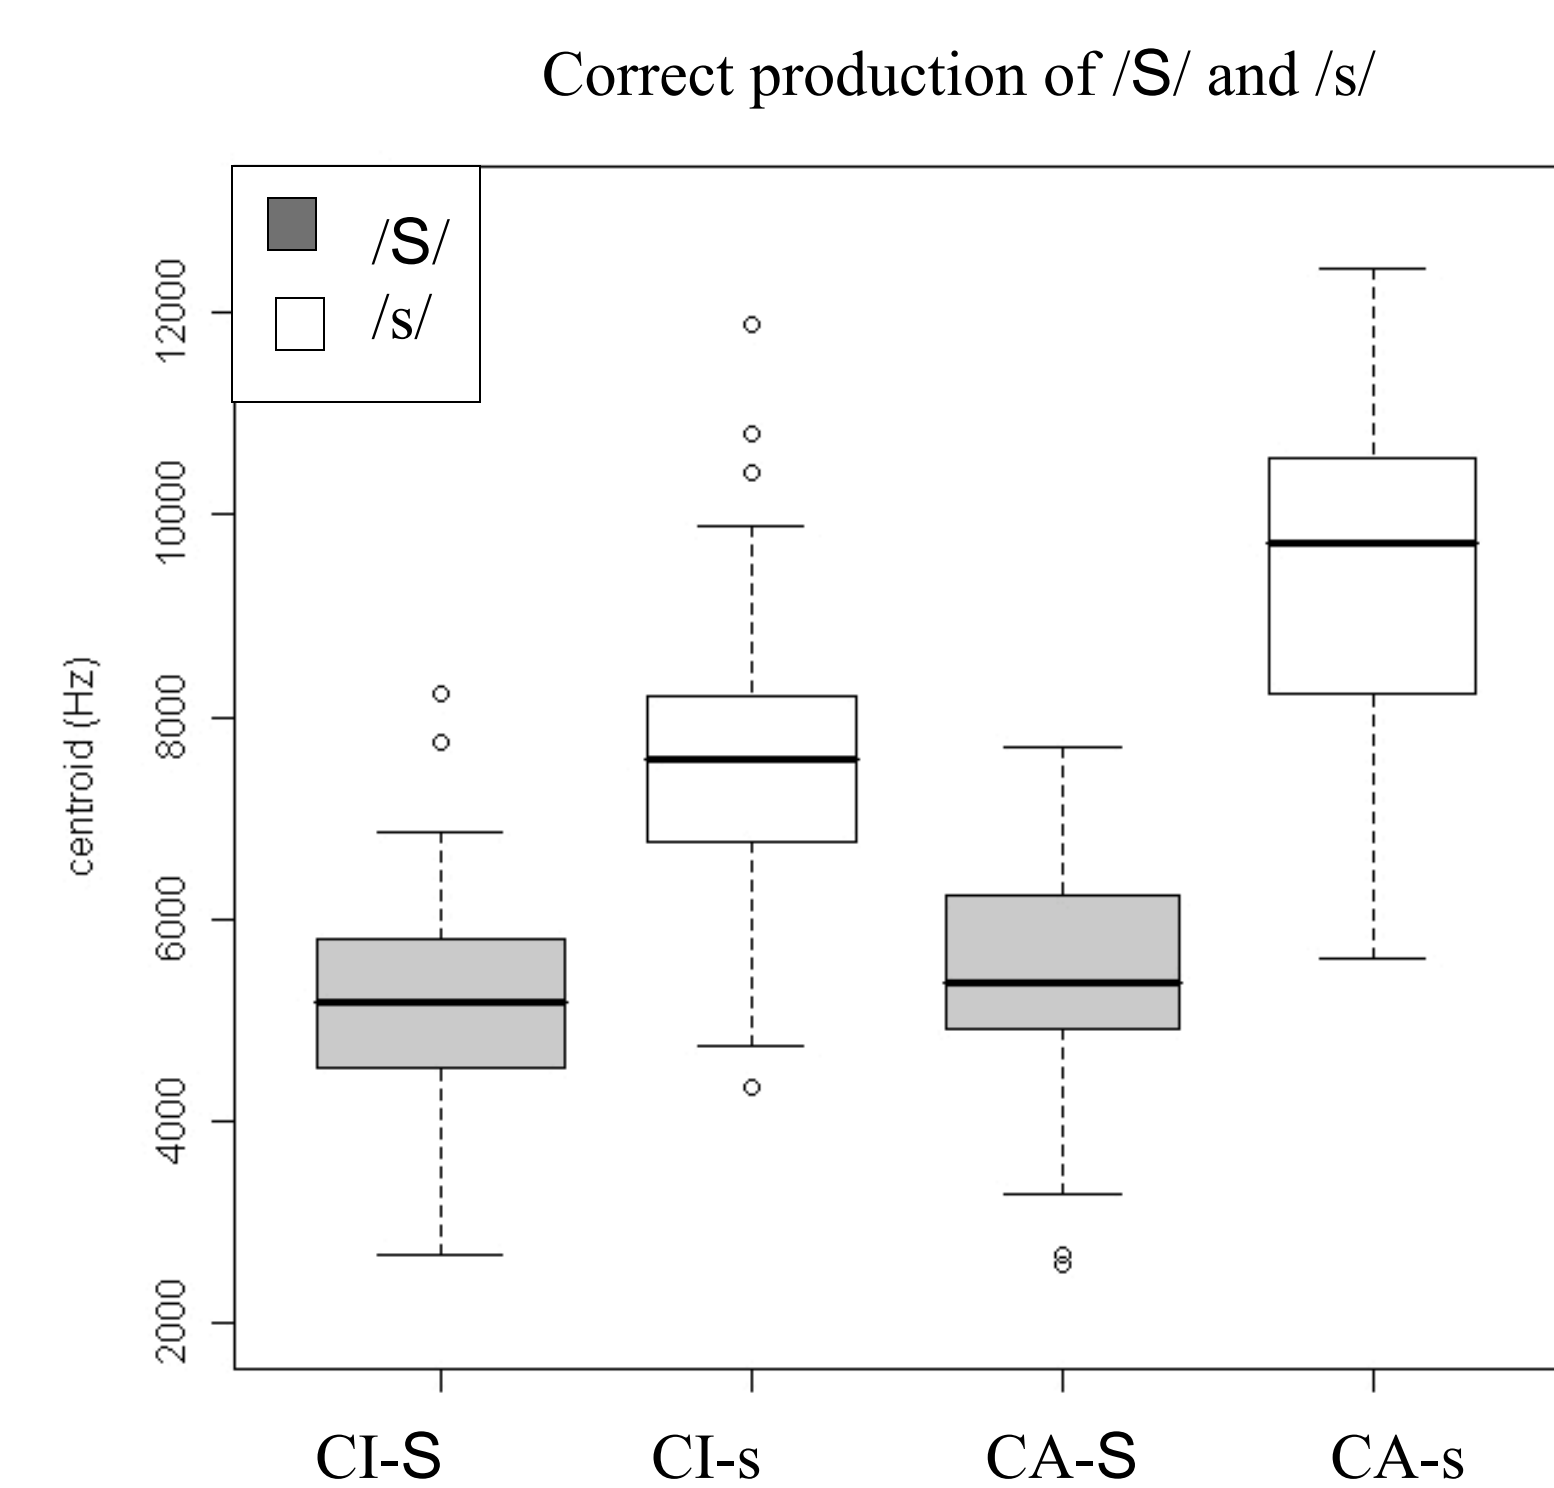 Correct production of /S/ and /s/
/S/
/s/
centroid (Hz)
12000
10000
8000
6000
4000
2000
CI-S CI-s CA-S CA-s